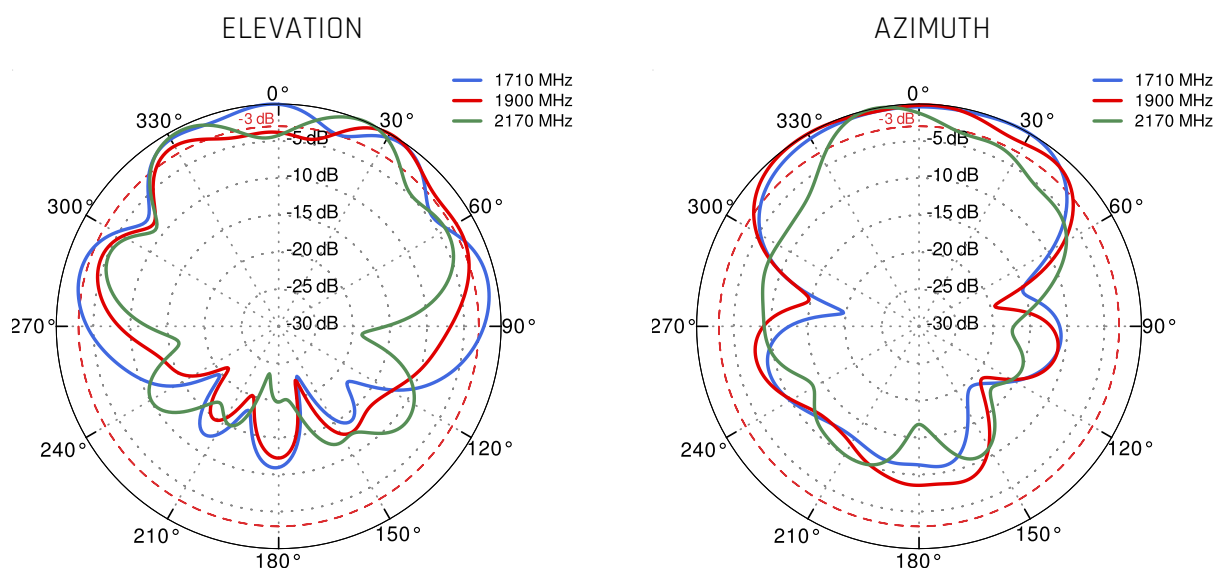 ELEVATION
1710 MHz
1900 MHz
2170 MHz
0°
330°
-3 dB
30°
-5 dB
-10 dB
300°
-15 dB
60°
-20 dB
-25 dB
270°
-30 dB
90°
240°
120°
210°
150°
180°
AZIMUTH
1710 MHz
1900 MHz
2170 MHz
0°
330°
-3 dB
30°
-5 dB
-10 dB
300°
-15 dB
60°
-20 dB
-25 dB
270°
-30 dB
90°
240°
120°
210°
150°
180°